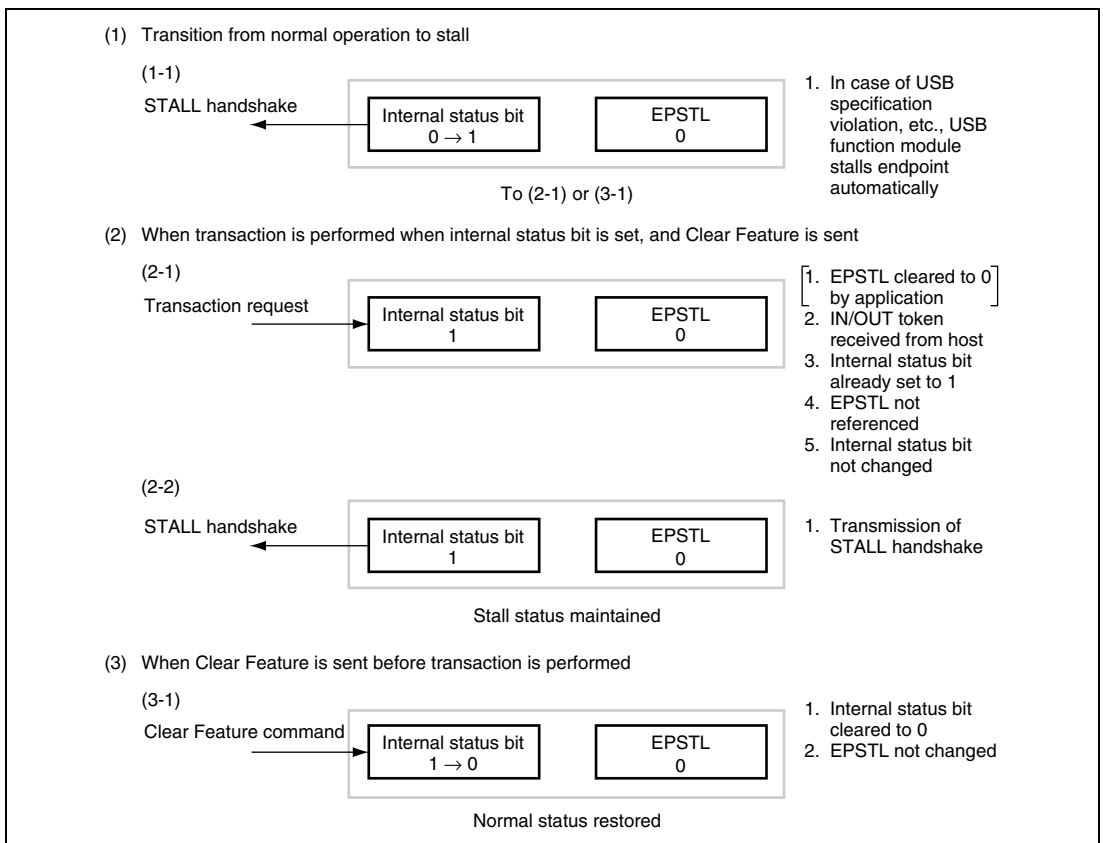 (1) Transition from normal operation to stall
(1-1)
STALL handshake
Internal status bit
0 → 1
EPSTL
0
1. In case of USB
specification
violation, etc., USB
function module
stalls endpoint
automatically
To (2-1) or (3-1)
(2) When transaction is performed when internal status bit is set, and Clear Feature is sent
(2-1)
Transaction request
Internal status bit
1
EPSTL
0
1. EPSTL cleared to 0
by application
2. IN/OUT token
received from host
3. Internal status bit
already set to 1
4. EPSTL not
referenced
5. Internal status bit
not changed
(2-2)
STALL handshake
Internal status bit
1
EPSTL
0
1. Transmission of
STALL handshake
Stall status maintained
(3) When Clear Feature is sent before transaction is performed
(3-1)
Clear Feature command
Internal status bit
1 → 0
EPSTL
0
1. Internal status bit
cleared to 0
2. EPSTL not changed
Normal status restored